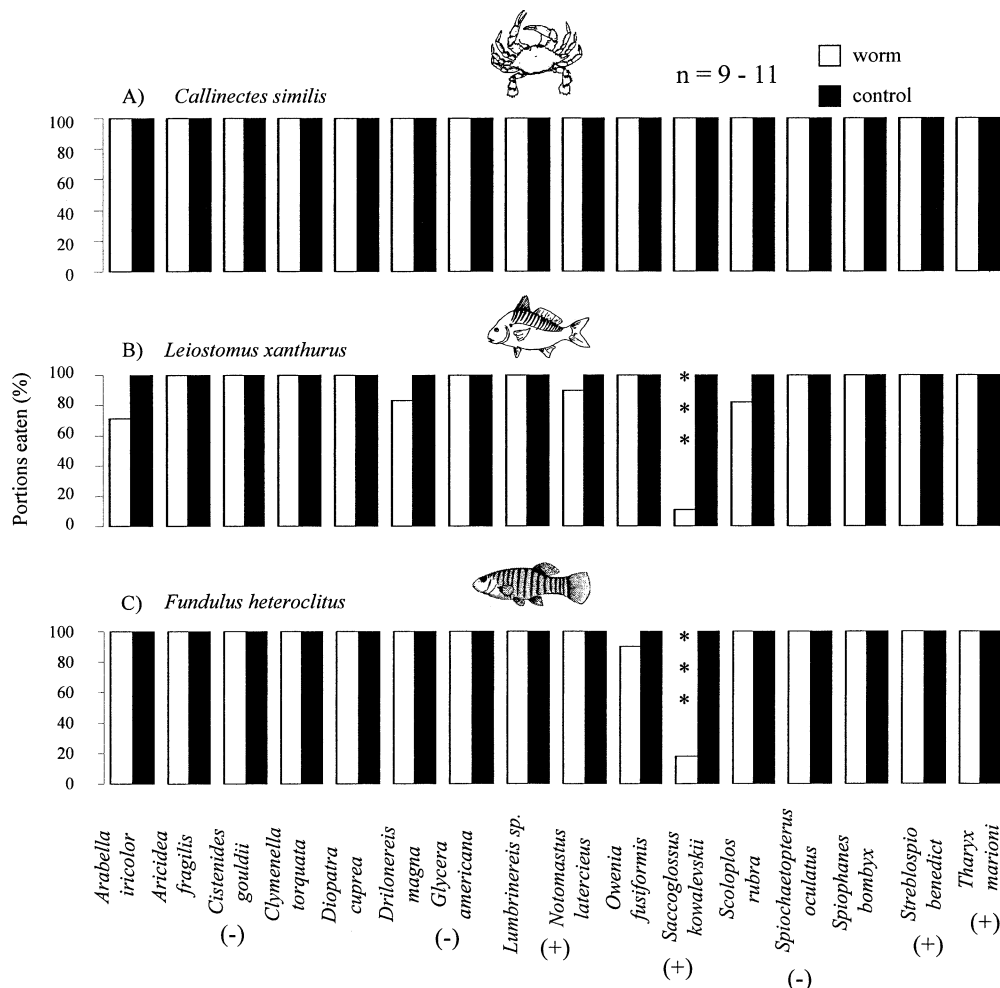 n = 9 - 11
worm
control
A) Callinectes similis
100
80
60
40
20
0
B) Leiostomus xanthurus
100
80
60
40
20
0
Portions eaten (%)
* * *
C) Fundulus heteroclitus
100
80
60
40
20
0
* * *
Arabella
iricolor
Aricidea
fragilis
Cistenides
gouldii
(-)
Clymenella
torquata
Diopatra
cuprea
Drilonereis
magna
Glycera
americana
(-)
Lumbrinereis sp.
Notomastus
latericeus
(+)
Owenia
fusiformis
Saccoglossus
kowalevskii
(+)
Scoloplos
rubra
Spiochaetopterus
oculatus
(-)
Spiophanes
bombyx
Streblospio
benedict
(+)
Tharyx
marioni
(+)